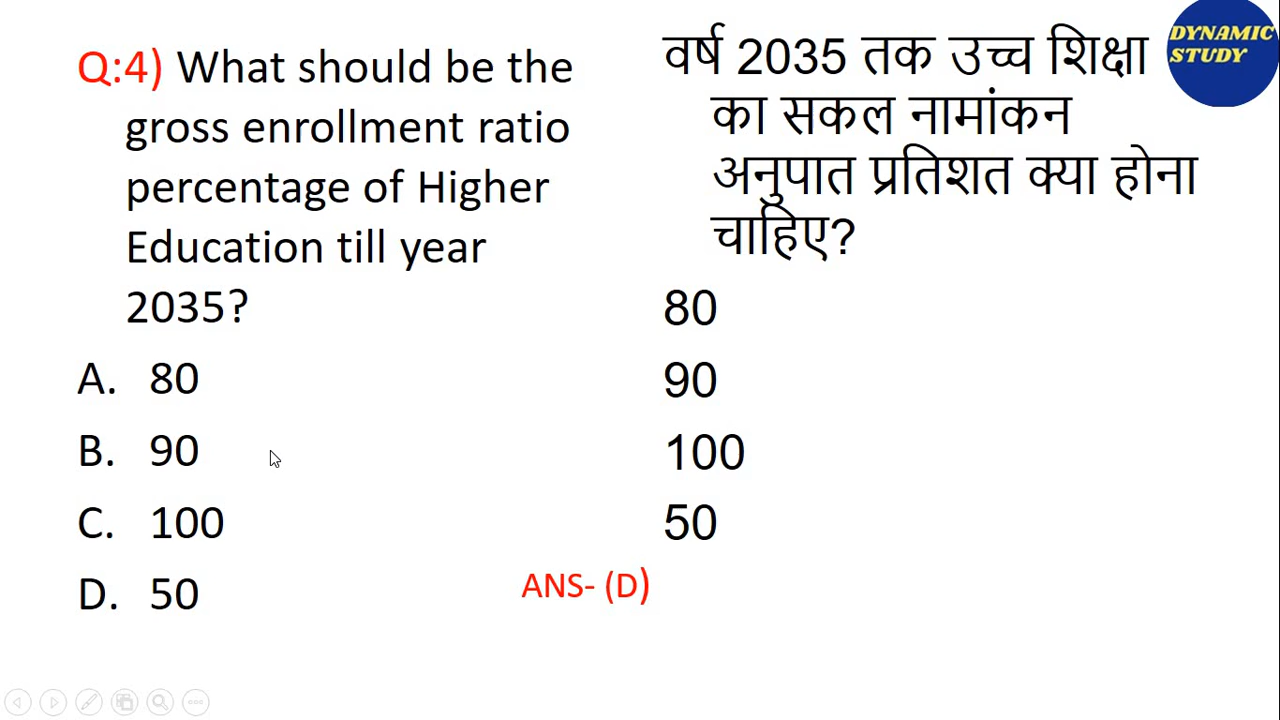 Q:4) What should be the
gross enrollment ratio
percentage of Higher
Education till year
2035?
A. 80
B. 90
C. 100
D. 50
वर्ष 2035 तक उच्च शिक्षा
का सकल नामांकन
अनुपात प्रतिशत क्या होना
चाहिए?
80
90
100
50
ANS- (D)
DYNAMIC
STUDY